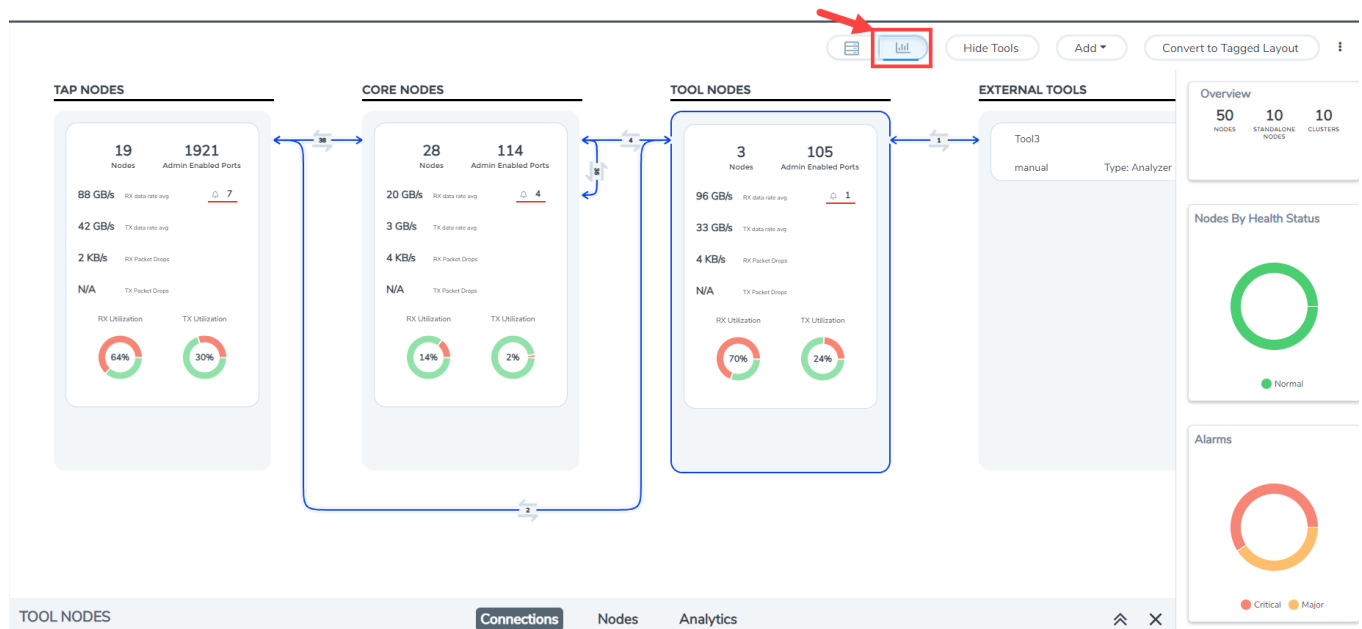 Hide Tools
Add
Convert to Tagged Layout
TAP NODES
CORE NODES
TOOL NODES
EXTERNAL TOOLS
19
Nodes
1921
Admin Enabled Ports
88 GB/s RX data rate avg
7
42 GB/s TX data rate avg
2 KB/s RX Packet Drops
N/A TX Packet Drops
RX Utilization
TX Utilization
64%
30%
38
28
Nodes
114
Admin Enabled Ports
20 GB/s RX data rate avg
4
3 GB/s TX data rate avg
4 KB/s RX Packet Drops
N/A TX Packet Drops
RX Utilization
TX Utilization
14%
2%
4
36
2
3
Nodes
105
Admin Enabled Ports
96 GB/s RX data rate avg
1
33 GB/s TX data rate avg
4 KB/s RX Packet Drops
N/A TX Packet Drops
RX Utilization
TX Utilization
70%
24%
1
Tool3
manual
Type: Analyzer
Overview
50
NODES
10
STANDALONE
NODES
10
CLUSTERS
Nodes By Health Status
Normal
Alarms
Critical
Major
TOOL NODES
Connections
Nodes
Analytics